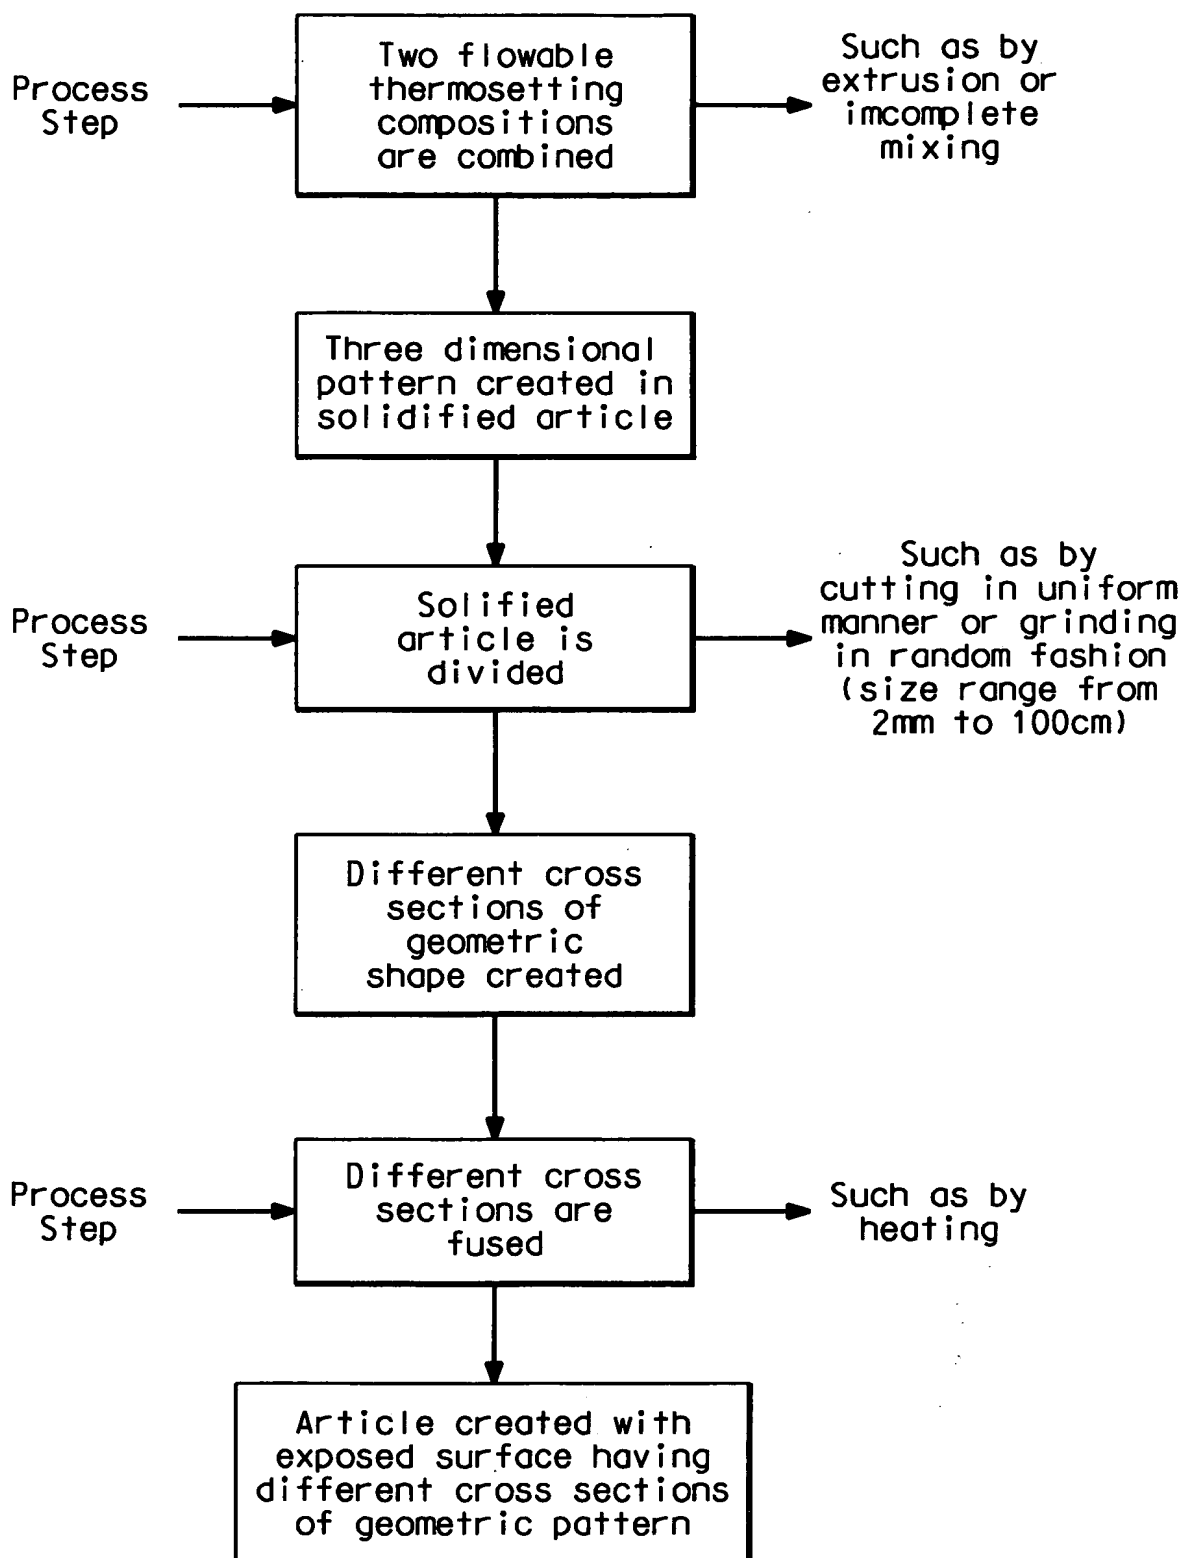 Process
Step
Two flowable
thermosetting
compositions
are combined
Such as by
extrusion or
imcomplete
mixing
Three dimensional
pattern created in
solidified article
Process
Step
Solified
article is
divided
Such as by
cutting in uniform
manner or grinding
in random fashion
(size range from
2mm to 100cm)
Different cross
sections of
geometric
shape created
Process
Step
Different cross
sections are
fused
Such as by
heating
Article created with
exposed surface having
different cross sections
of geometric pattern